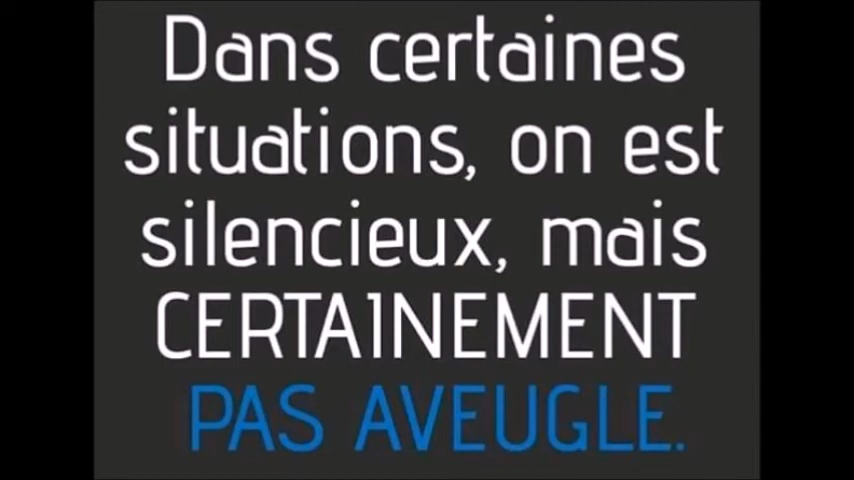 Dans certaines
situations, on est
silencieux, mais
CERTAINEMENT
PAS AVEUGLE.